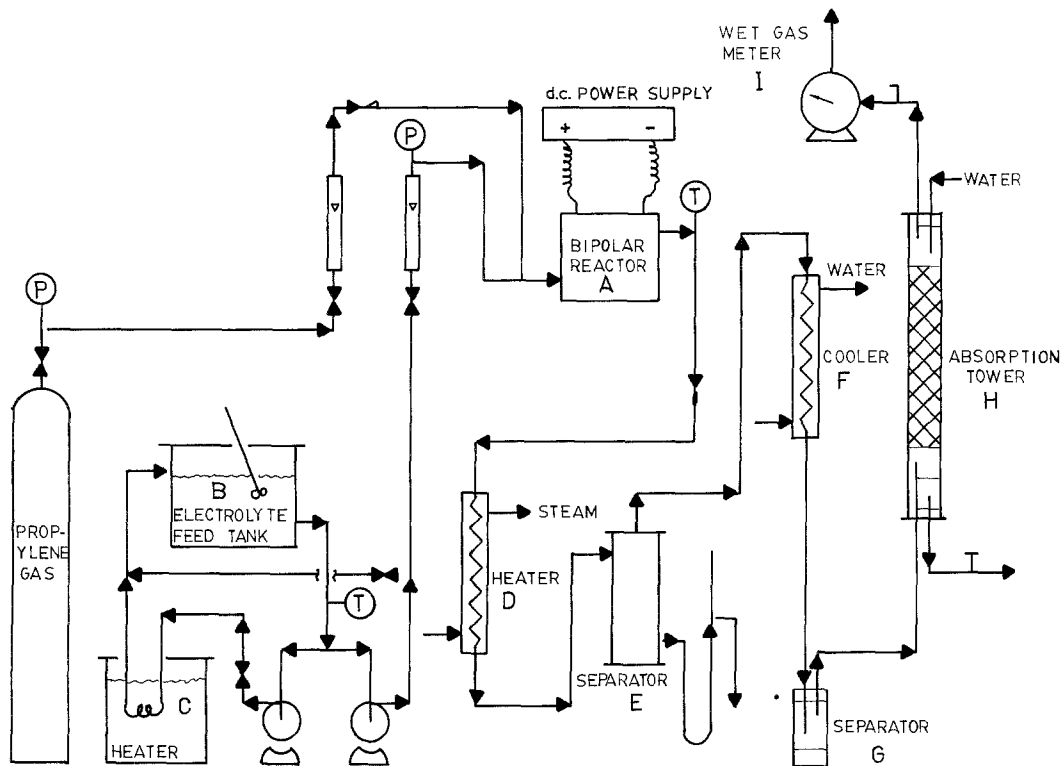 WET GAS
METER
I
d.c. POWER SUPPLY
+ -
P
T
WATER
BIPOLAR
REACTOR
A
WATER
P
COOLER
F
ABSORPTION
TOWER
H
B
ELECTROLYTE
FEED TANK
STEAM
PROP-
YLENE
GAS
HEATER
D
T
C
HEATER
SEPARATOR
E
SEPARATOR
G